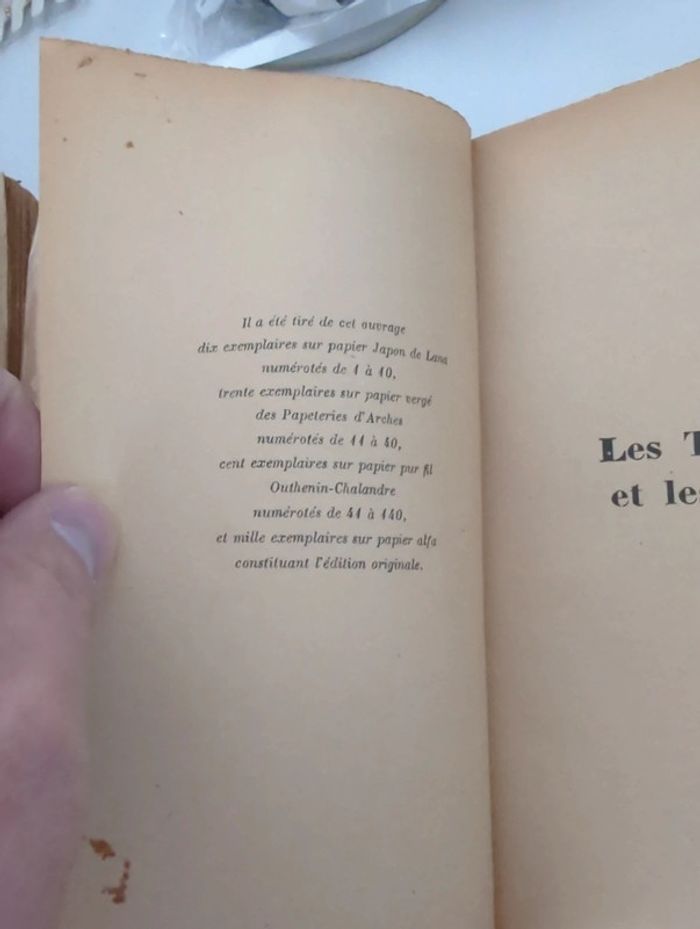 Il a été tiré de cet ouvrage
dix exemplaires sur papier Japon de Lana
numérotés de 1 à 10,
trente exemplaires sur papier vergé
des Papeteries d'Arches
numérotés de 11 à 40,
cent exemplaires sur papier pur fil
Outhenin-Chalandre
numérotés de 41 à 140,
et mille exemplaires sur papier alfa
constituant l'édition originale.
Les T
et les